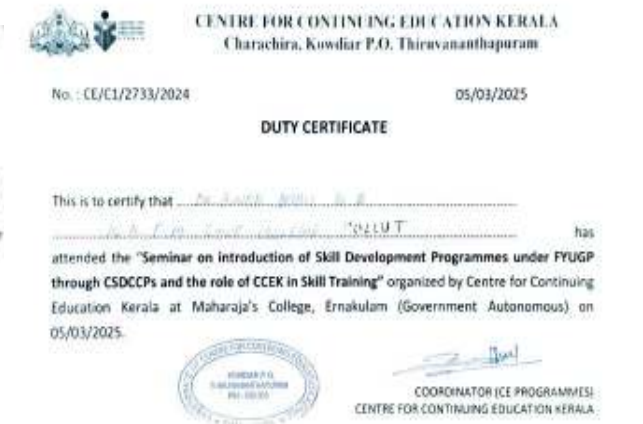 CENTRE FOR CONTINUING EDUCATION KERALA
Charachira, Kowdiar P.O. Thiruvananthapuram
No. : CE/C1/2733/2024 05/03/2025
DUTY CERTIFICATE
This is to certify that
has
attended the "Seminar on introduction of Skill Development Programmes under FYUGP
through CSDCCPs and the role of CCEK in Skill Training" organized by Centre for Continuing
Education Kerala at Maharaja's College, Ernakulam (Government Autonomous) on
05/03/2025.
KOWDIAR P.O.
COORDINATOR (CE PROGRAMMES)
CENTRE FOR CONTINUING EDUCATION KERALA